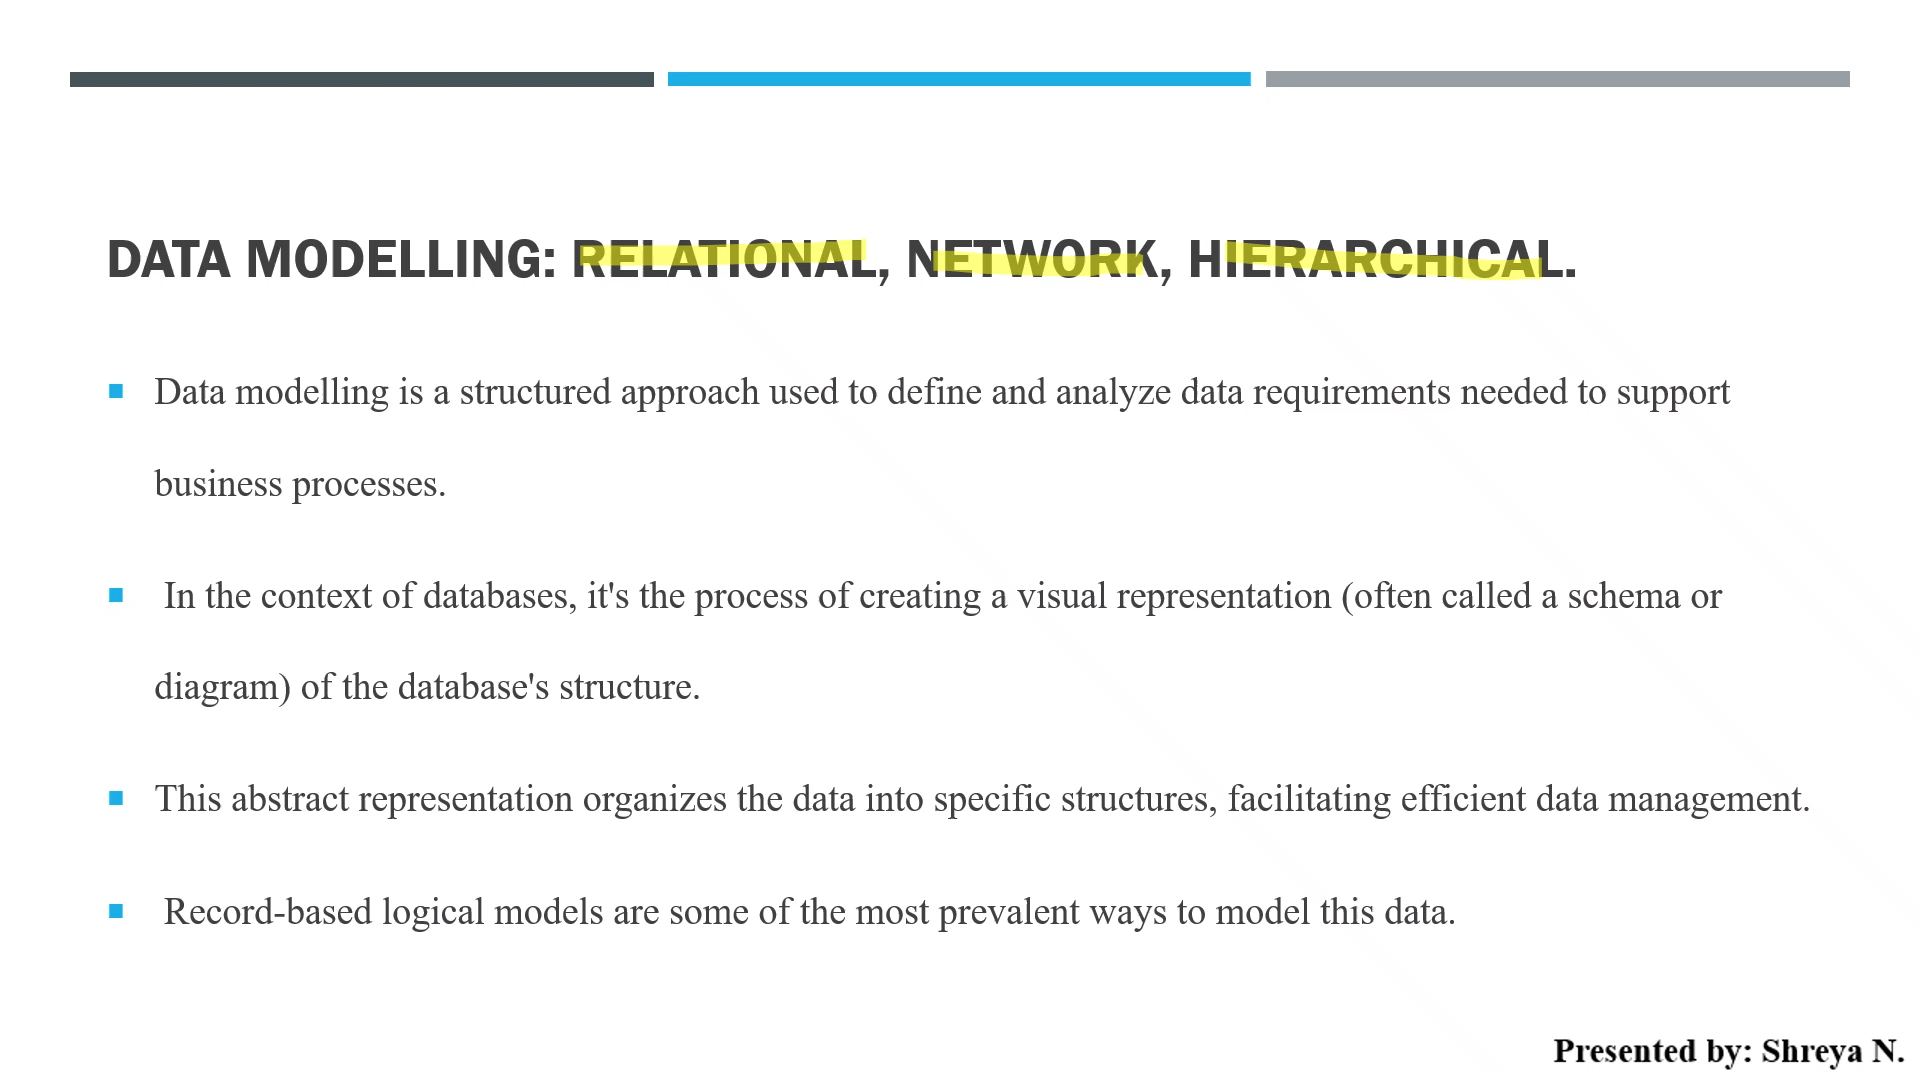 DATA MODELLING: RELATIONAL, NETWORK, HIERARCHICAL.
Data modelling is a structured approach used to define and analyze data requirements needed to support
business processes.
In the context of databases, it's the process of creating a visual representation (often called a schema or
diagram) of the database's structure.
This abstract representation organizes the data into specific structures, facilitating efficient data management.
Record-based logical models are some of the most prevalent ways to model this data.
Presented by: Shreya N.